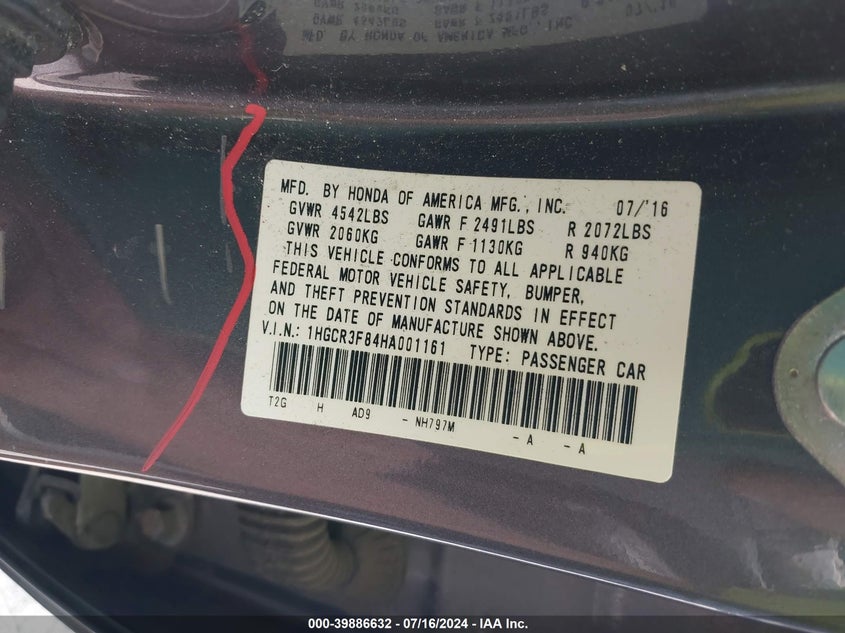 MFD. BY HONDA OF AMERICA MFG., INC. 07/'16
GVWR 4542LBS GAWR F 2491LBS R 2072LBS
GVWR 2060KG GAWR F 1130KG R 940KG
THIS VEHICLE CONFORMS TO ALL APPLICABLE
FEDERAL MOTOR VEHICLE SAFETY, BUMPER,
AND THEFT PREVENTION STANDARDS IN EFFECT
ON THE DATE OF MANUFACTURE SHOWN ABOVE.
V.I.N.: 1HGCR3F84HA001161 TYPE: PASSENGER CAR
T2G H AD9 - NH797M - A - A
000-39886632 - 07/16/2024 - IAA Inc.